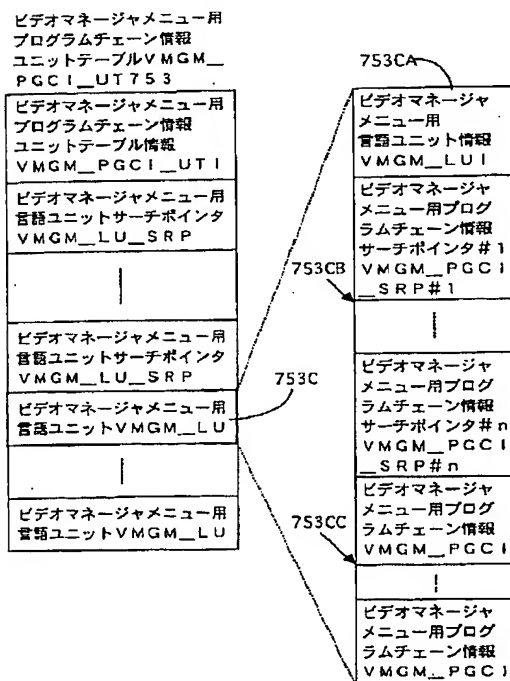 ビデオマネージャメニュー用
プログラムチェーン情報
ユニットテーブルVMGM__
PGCI__UT753
ビデオマネージャメニュー用
プログラムチェーン情報
ユニットテーブル情報
VMGM__PGCI__UTI
ビデオマネージャメニュー用
言語ユニットサーチポインタ
VMGM__LU__SRP
ビデオマネージャメニュー用
言語ユニットサーチポインタ
VMGM__LU__SRP
ビデオマネージャメニュー用
言語ユニットVMGM__LU
ビデオマネージャメニュー用
言語ユニットVMGM__LU
753C
753CA
ビデオマネージャ
メニュー用
言語ユニット情報
VMGM__LUI
ビデオマネージャ
メニュー用プログ
ラムチェーン情報
サーチポインタ#1
VMGM__PGCI
__SRP#1
753CB
ビデオマネージャ
メニュー用プログ
ラムチェーン情報
サーチポインタ#n
VMGM__PGCI
__SRP#n
ビデオマネージャ
メニュー用プログ
ラムチェーン情報
VMGM__PGCI
753CC
ビデオマネージャ
メニュー用プログ
ラムチェーン情報
VMGM__PGCI